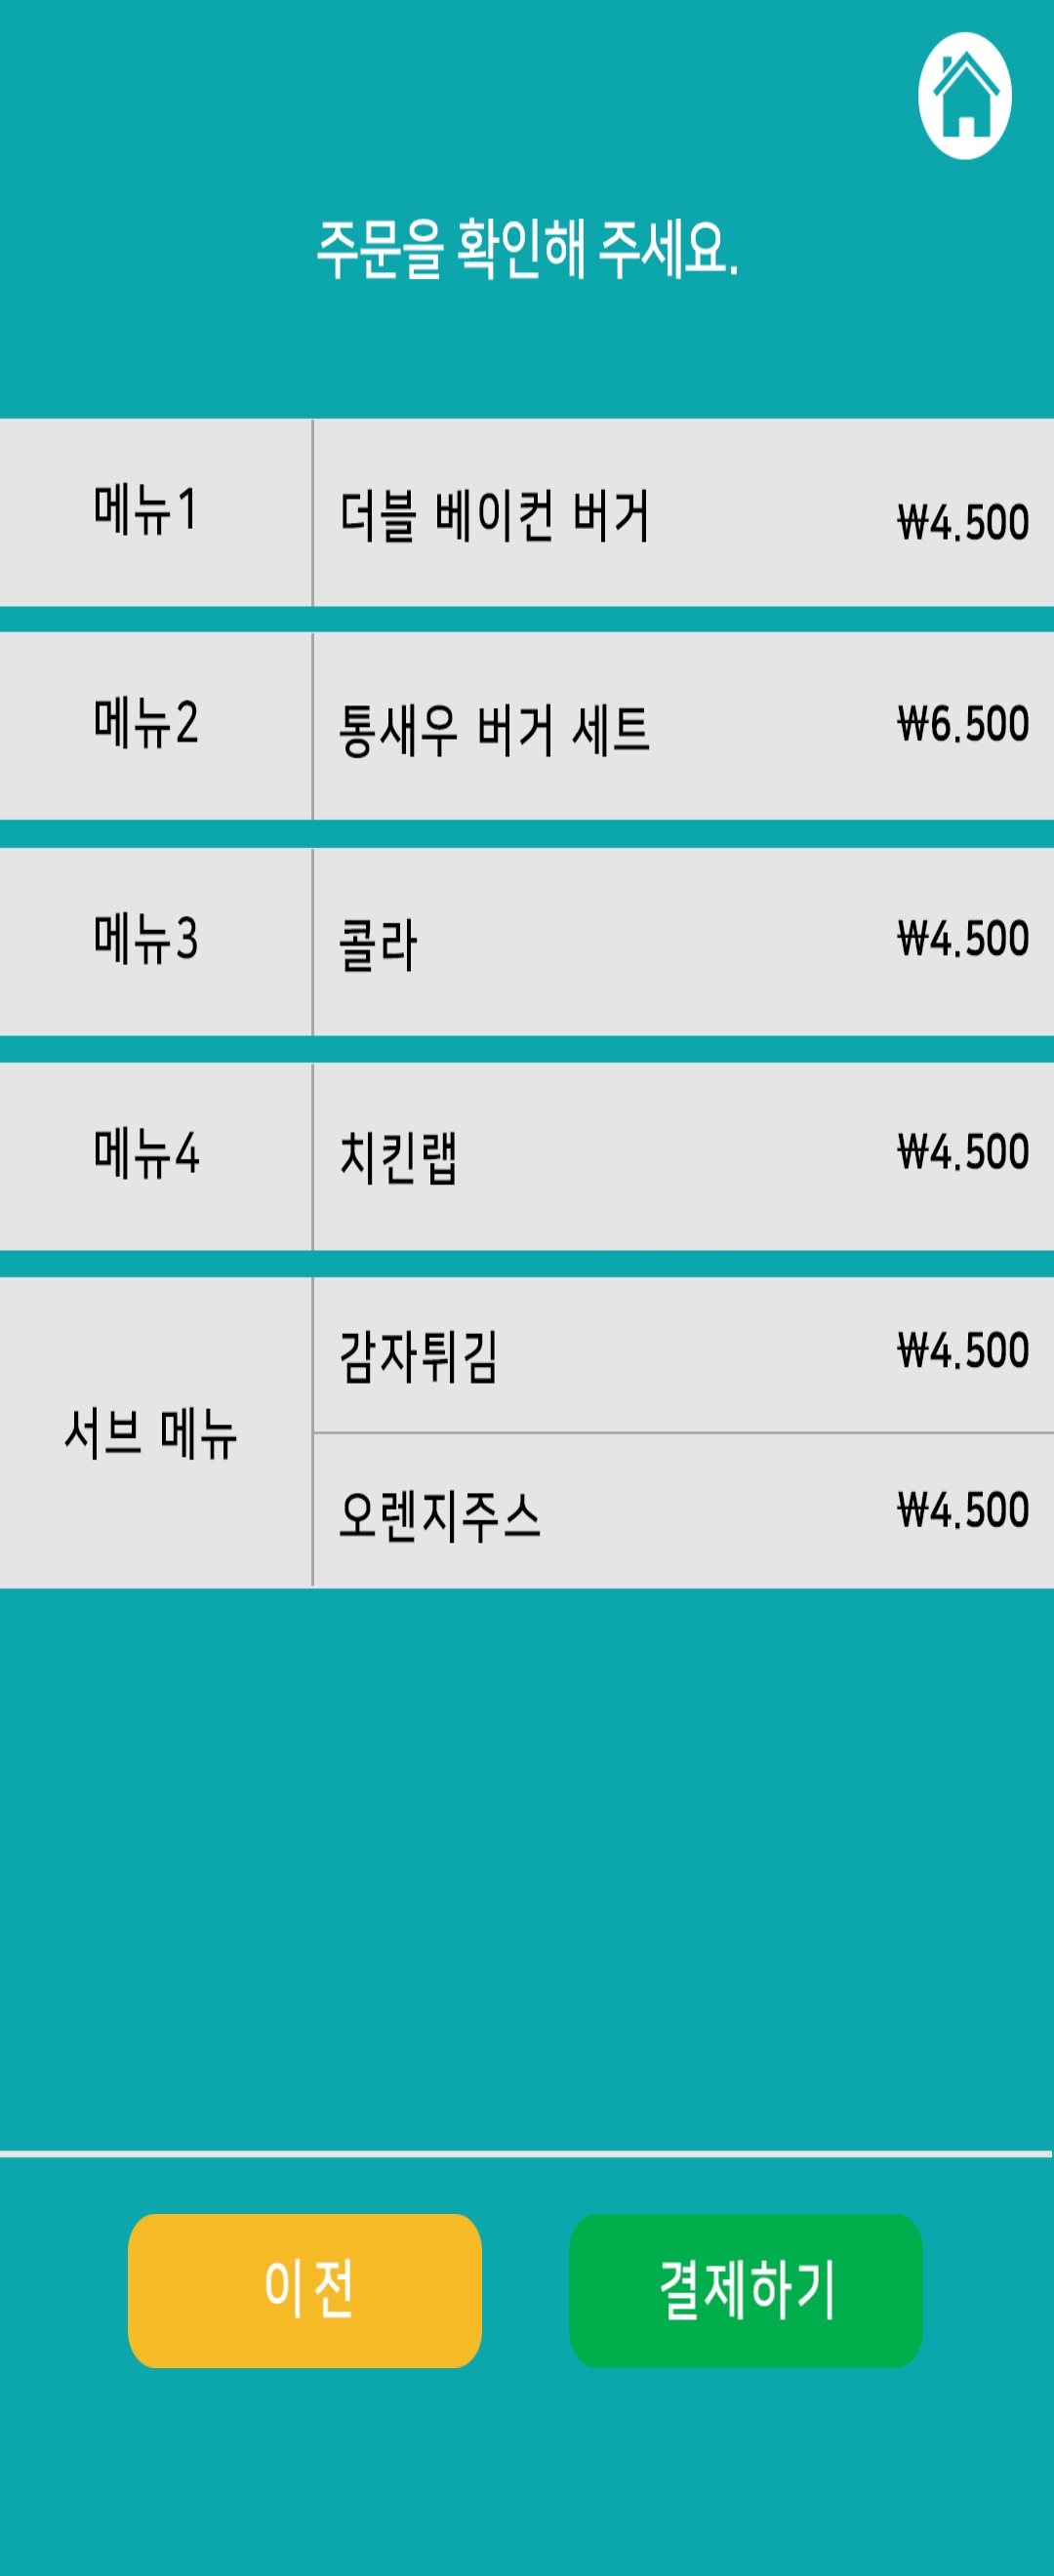 주문을 확인해 주세요.
메뉴1 더블 베이컨 버거 ₩4.500
메뉴2 통새우 버거 세트 ₩6.500
메뉴3 콜라 ₩4.500
메뉴4 치킨랩 ₩4.500
서브 메뉴
감자튀김 ₩4.500
오렌지주스 ₩4.500
이전 결제하기